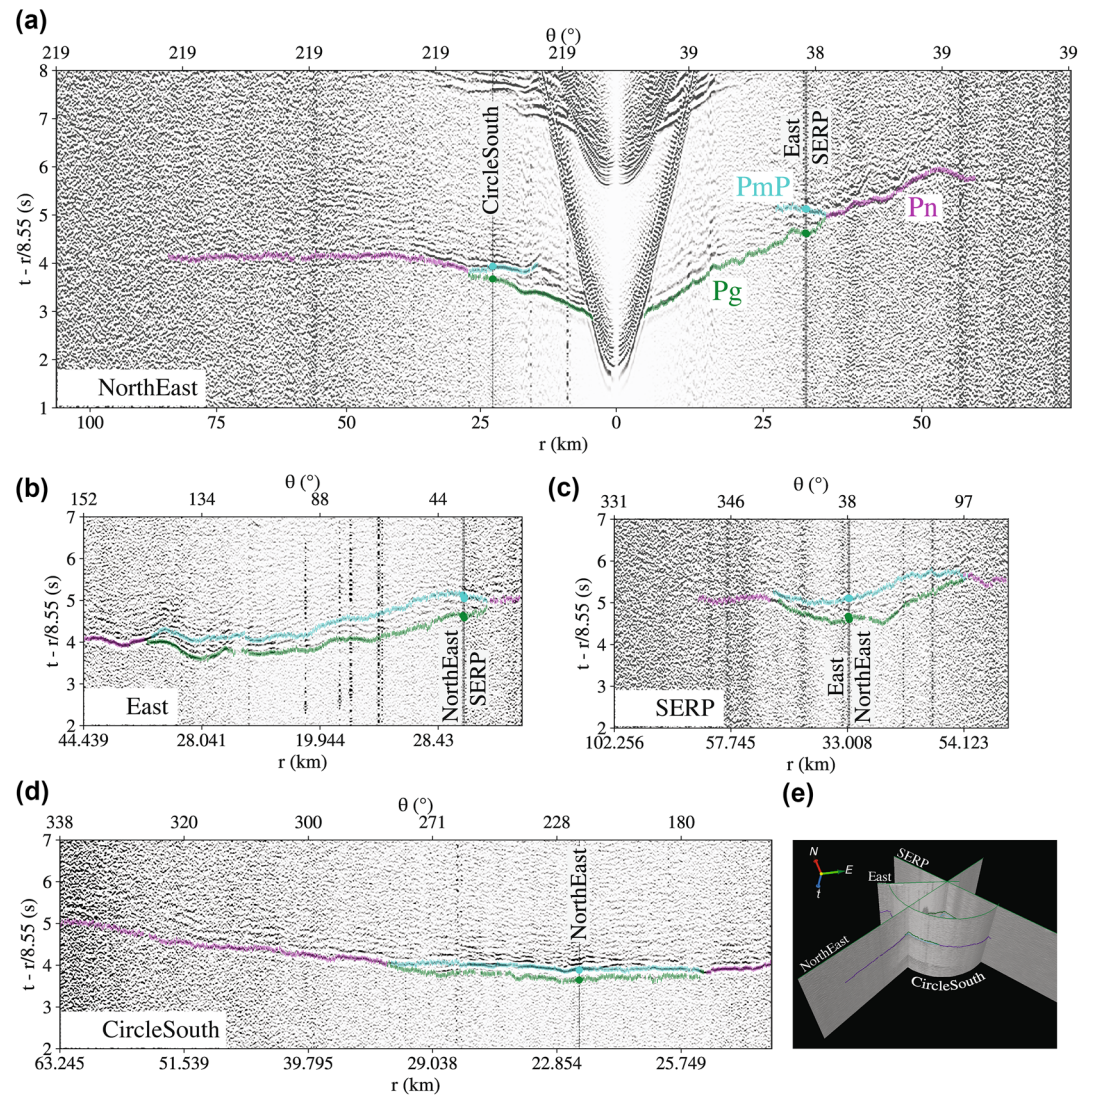 (a)
θ (°)
219 219 219 219 219 39 38 39 39
8
7
6
5
4
3
2
1
t - r/8.55 (s)
CircleSouth
East
SERP
PmP
Pn
Pg
NorthEast
100 75 50 25 0 25 50
r (km)
(b)
θ (°)
152 134 88 44
7
6
5
4
3
2
t - r/8.55 (s)
NorthEast
SERP
East
44.439 28.041 19.944 28.43
r (km)
(c)
θ (°)
331 346 38 97
7
6
5
4
3
2
t - r/8.55 (s)
East
NorthEast
SERP
102.256 57.745 33.008 54.123
r (km)
(d)
θ (°)
338 320 300 271 228 180
7
6
5
4
3
2
t - r/8.55 (s)
NorthEast
CircleSouth
63.245 51.539 39.795 29.038 22.854 25.749
r (km)
(e)
N
E
t
SERP
East
NorthEast
CircleSouth